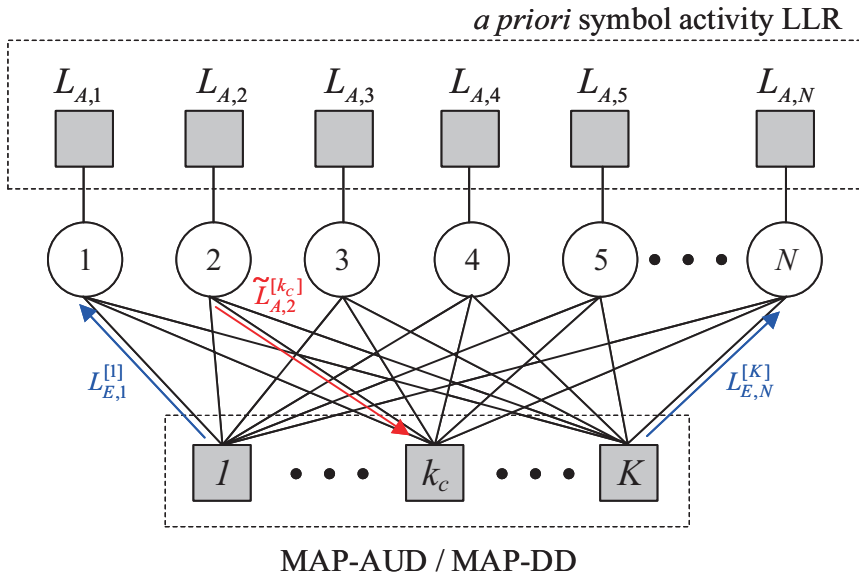 a priori symbol activity LLR
L_{A,1} L_{A,2} L_{A,3} L_{A,4} L_{A,5} L_{A,N}
1 2 3 4 5 • • • N
\tilde{L}_{A,2}^{[k_c]}
L_{E,1}^{[1]} L_{E,N}^{[K]}
1 • • • k_c • • • K
MAP-AUD / MAP-DD